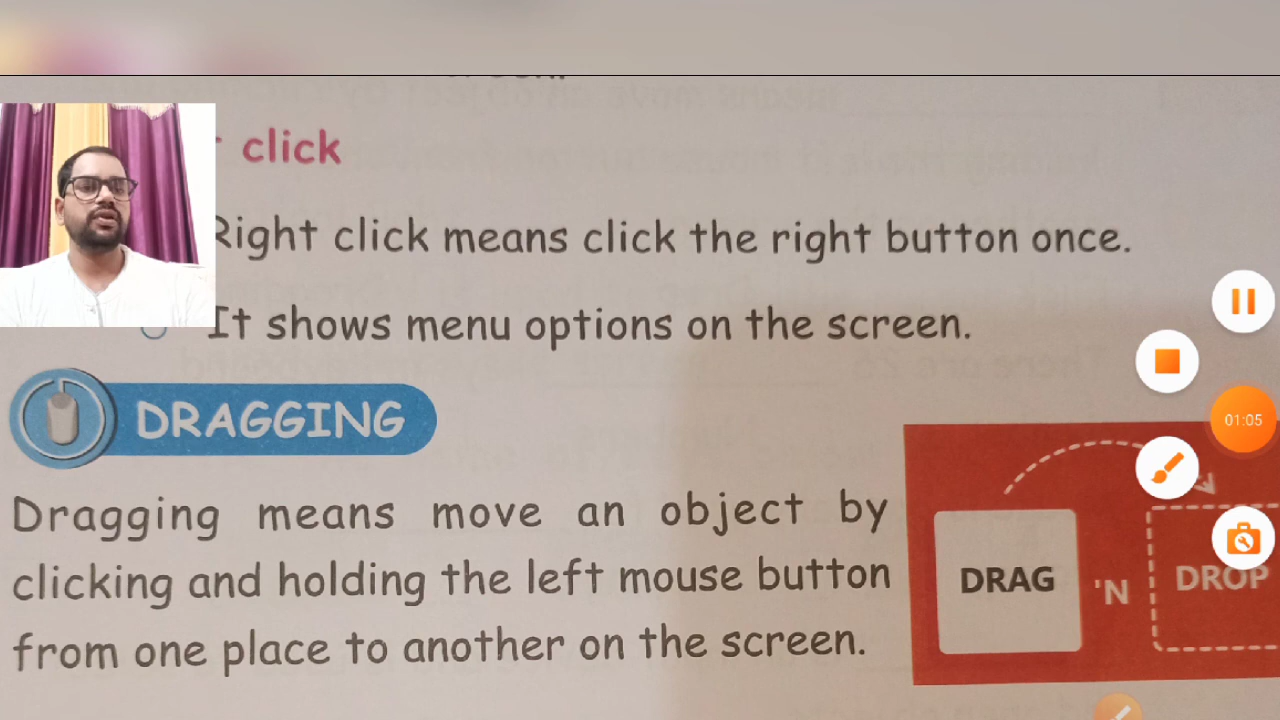 click
Right click means click the right button once.
It shows menu options on the screen.
DRAGGING
Dragging means move an object by
clicking and holding the left mouse button
from one place to another on the screen.
DRAG 'N DROP
01:05